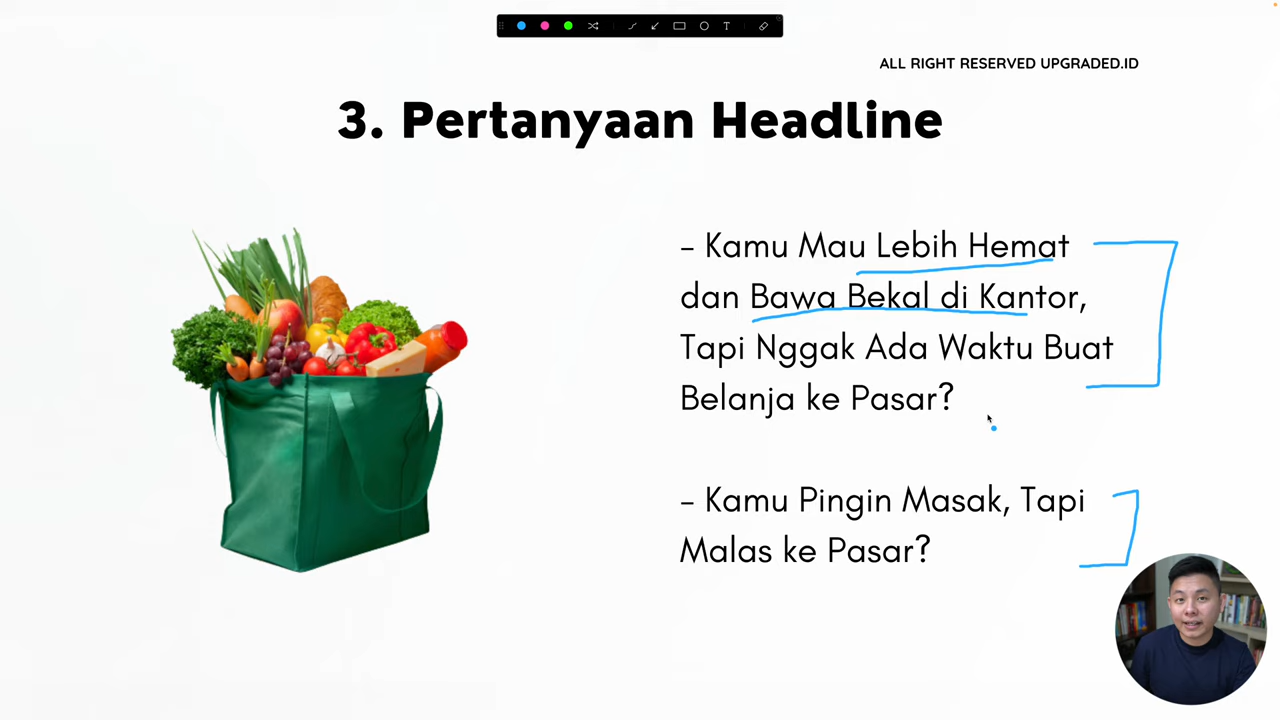 ALL RIGHT RESERVED UPGRADED.ID
3. Pertanyaan Headline
- Kamu Mau Lebih Hemat
dan Bawa Bekal di Kantor,
Tapi Nggak Ada Waktu Buat
Belanja ke Pasar?
- Kamu Pingin Masak, Tapi
Malas ke Pasar?